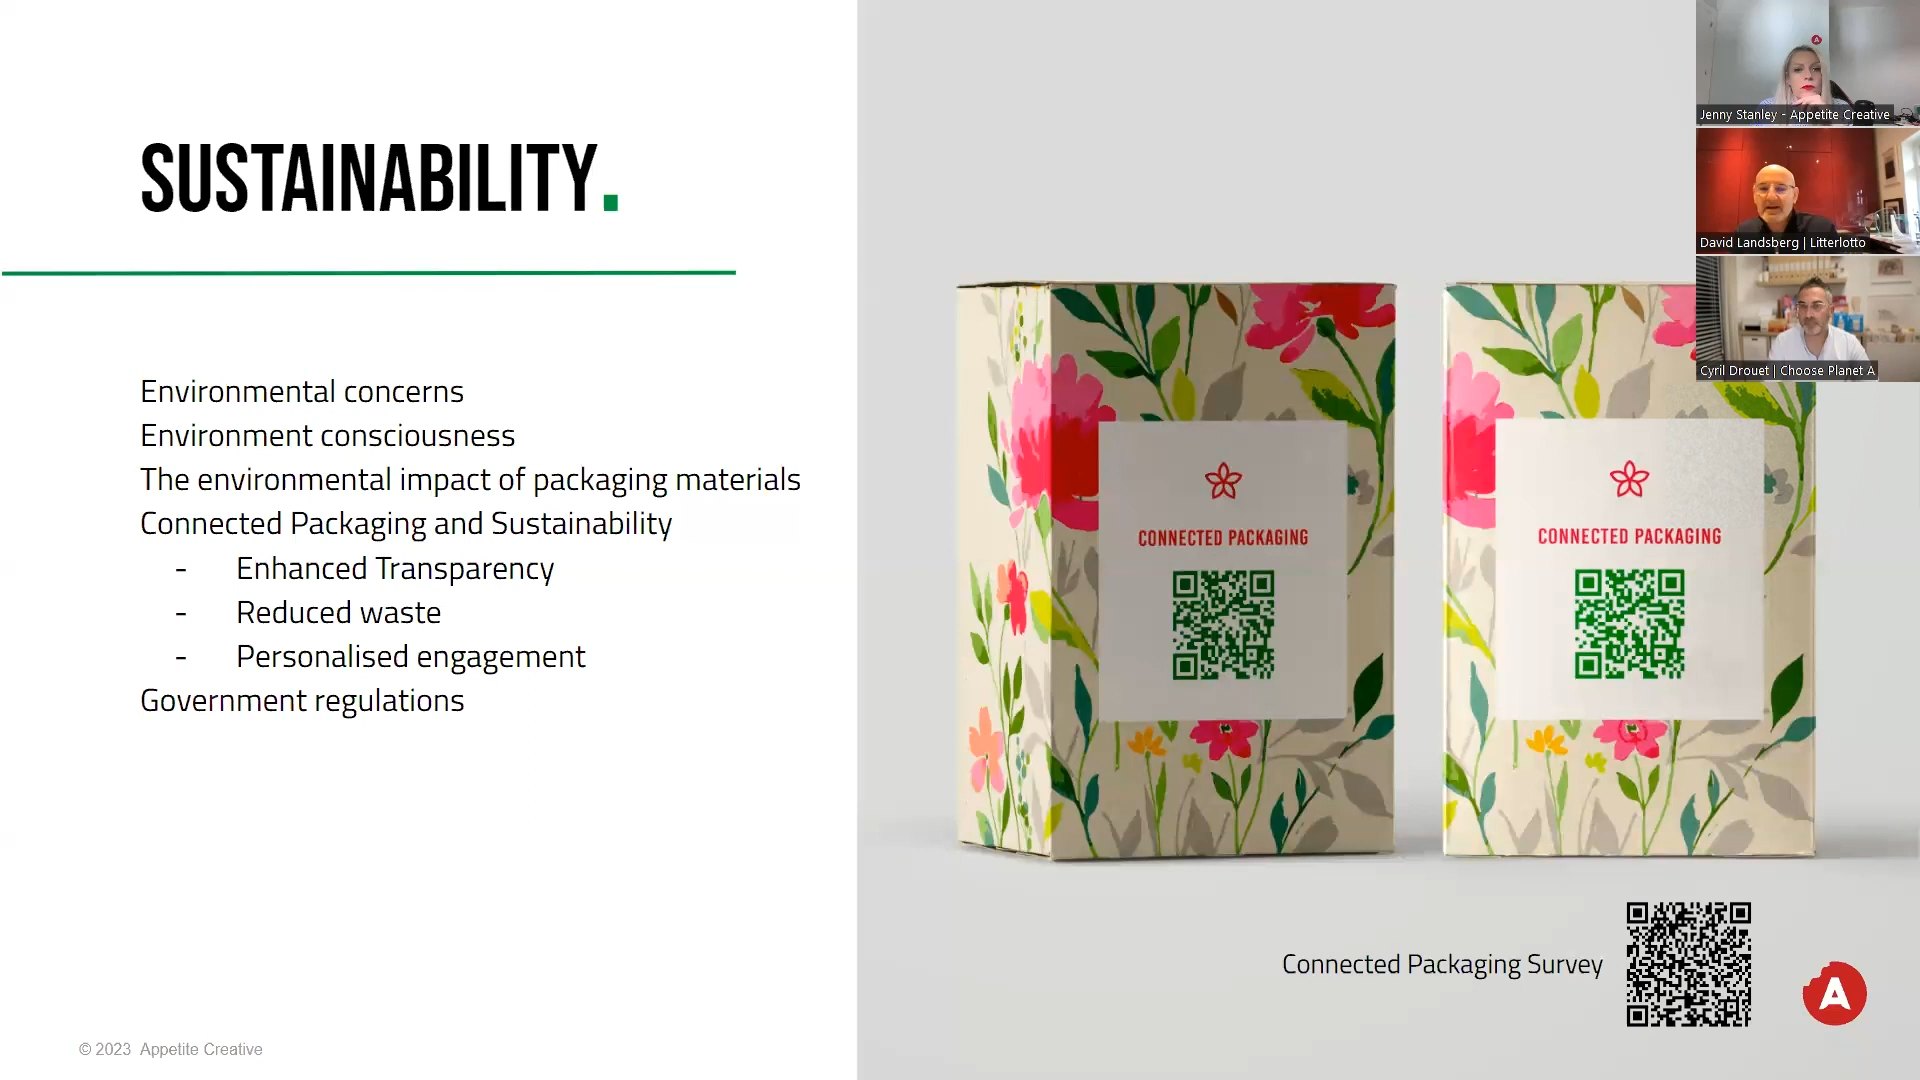 SUSTAINABILITY.
Environmental concerns
Environment consciousness
The environmental impact of packaging materials
Connected Packaging and Sustainability
- Enhanced Transparency
- Reduced waste
- Personalised engagement
Government regulations
© 2023 Appetite Creative
CONNECTED PACKAGING
CONNECTED PACKAGING
Connected Packaging Survey
A
Jenny Stanley - Appetite Creative
David Landsberg | Litterlotto
Cyril Drouet | Choose Planet A